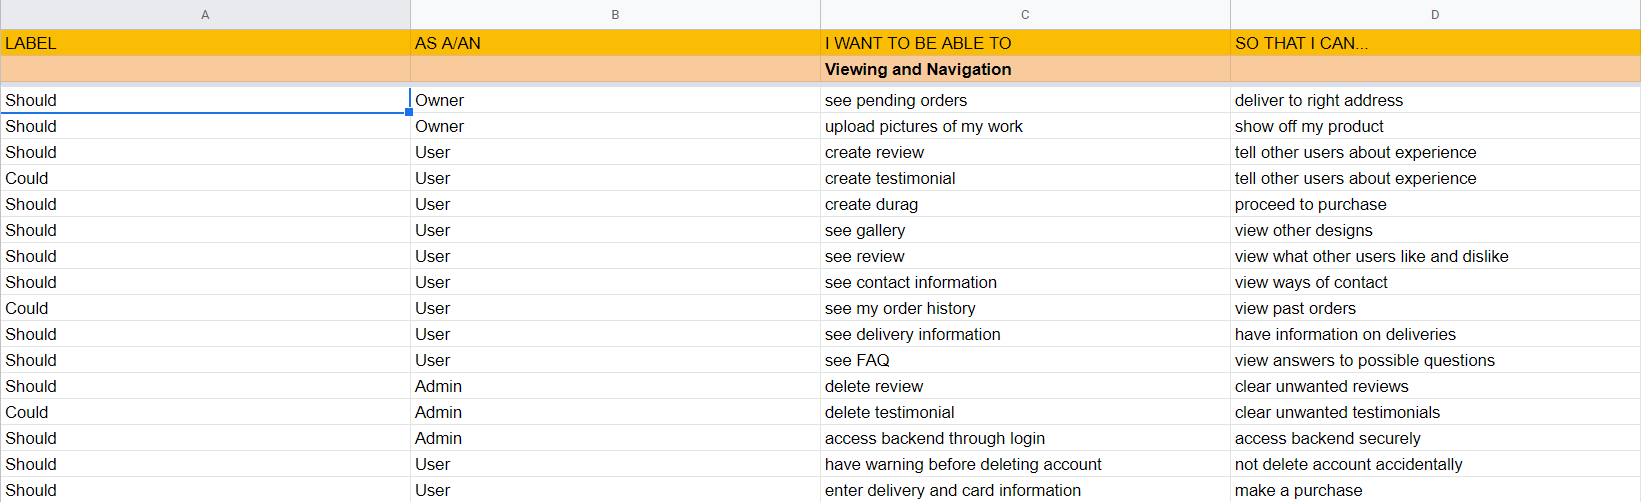 A B C D
LABEL AS A/AN I WANT TO BE ABLE TO SO THAT I CAN...
Viewing and Navigation
Should Owner see pending orders deliver to right address
Should Owner upload pictures of my work show off my product
Should User create review tell other users about experience
Could User create testimonial tell other users about experience
Should User create durag proceed to purchase
Should User see gallery view other designs
Should User see review view what other users like and dislike
Should User see contact information view ways of contact
Could User see my order history view past orders
Should User see delivery information have information on deliveries
Should User see FAQ view answers to possible questions
Should Admin delete review clear unwanted reviews
Could Admin delete testimonial clear unwanted testimonials
Should Admin access backend through login access backend securely
Should User have warning before deleting account not delete account accidentally
Should User enter delivery and card information make a purchase